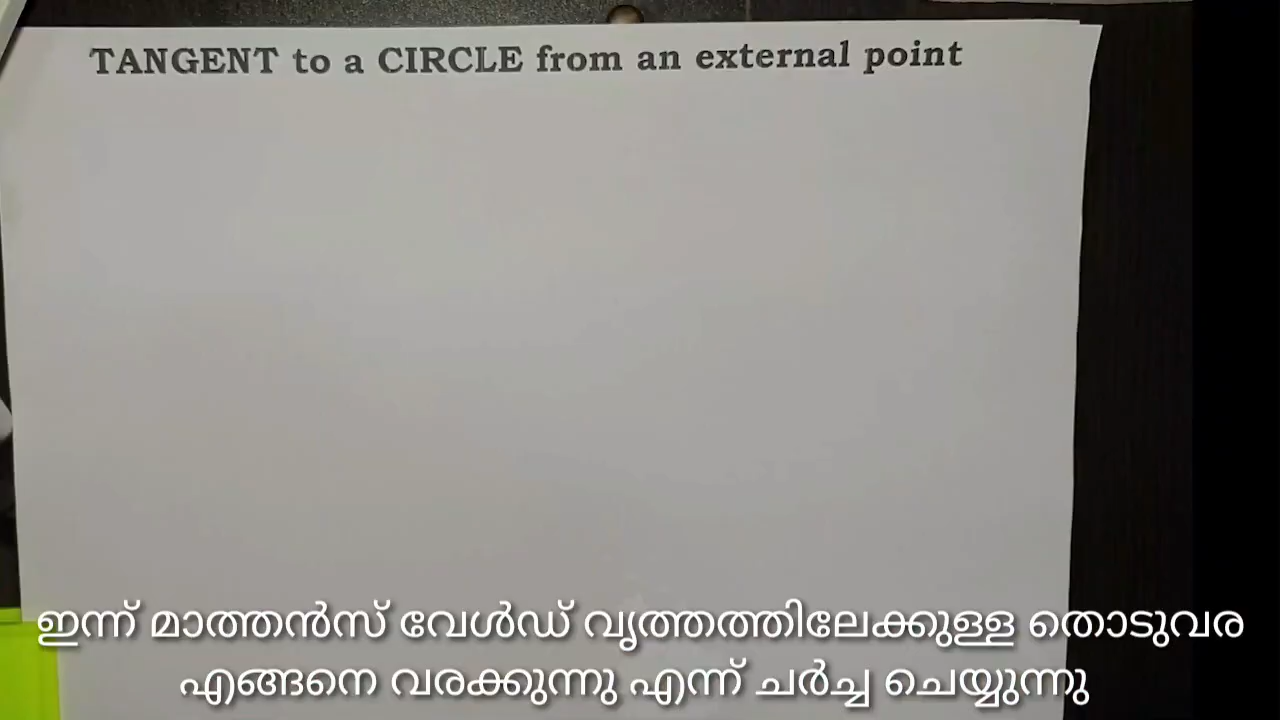 TANGENT to a CIRCLE from an external point
ഇന്ന് മാത്തൻസ് വേൾഡ് വൃത്തത്തിലേക്കുള്ള തൊടുവര
എങ്ങനെ വരക്കുന്നു എന്ന് ചർച്ച ചെയ്യുന്നു